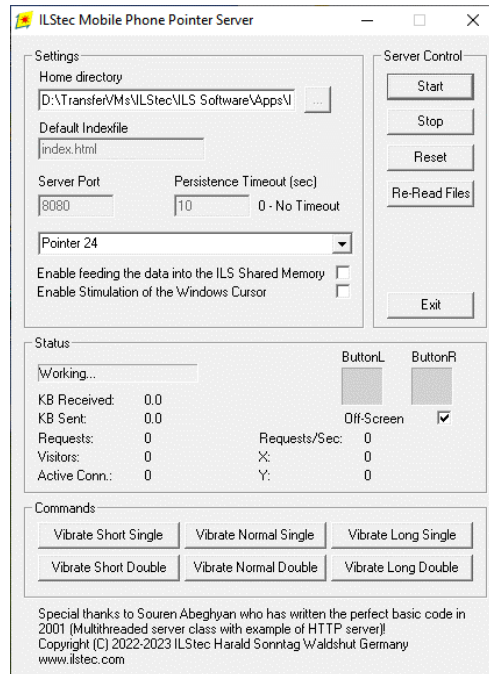 ILStec Mobile Phone Pointer Server
Settings
Home directory
D:\TransferVMs\ILStec\ILS Software\Apps\I
...
Default Indexfile
index.html
Server Port
Persistence Timeout (sec)
8080
10
0 - No Timeout
Pointer 24
Enable feeding the data into the ILS Shared Memory
Enable Stimulation of the Windows Cursor
Server Control
Start
Stop
Reset
Re-Read Files
Exit
Status
Working...
ButtonL
ButtonR
KB Received: 0.0
KB Sent: 0.0
Off-Screen
Requests: 0
Requests/Sec: 0
Visitors: 0
X: 0
Active Conn.: 0
Y: 0
Commands
Vibrate Short Single
Vibrate Normal Single
Vibrate Long Single
Vibrate Short Double
Vibrate Normal Double
Vibrate Long Double
Special thanks to Souren Abeghyan who has written the perfect basic code in
2001 (Multithreaded server class with example of HTTP server)!
Copyright (C) 2022-2023 ILStec Harald Sonntag Waldshut Germany
www.ilstec.com